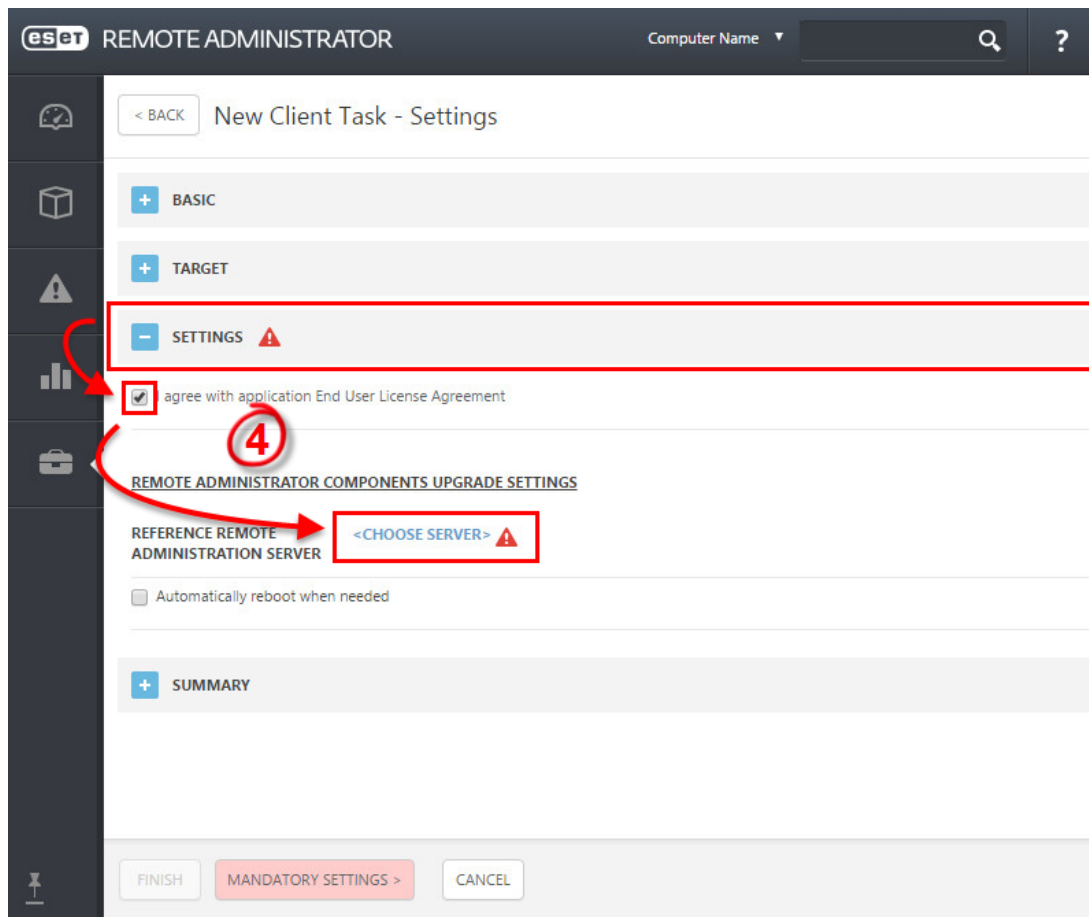 eset REMOTE ADMINISTRATOR
Computer Name ▼
?
< BACK
New Client Task - Settings
+ BASIC
+ TARGET
− SETTINGS
I agree with application End User License Agreement
4
REMOTE ADMINISTRATOR COMPONENTS UPGRADE SETTINGS
REFERENCE REMOTE
ADMINISTRATION SERVER
<CHOOSE SERVER>
Automatically reboot when needed
+ SUMMARY
FINISH
MANDATORY SETTINGS >
CANCEL